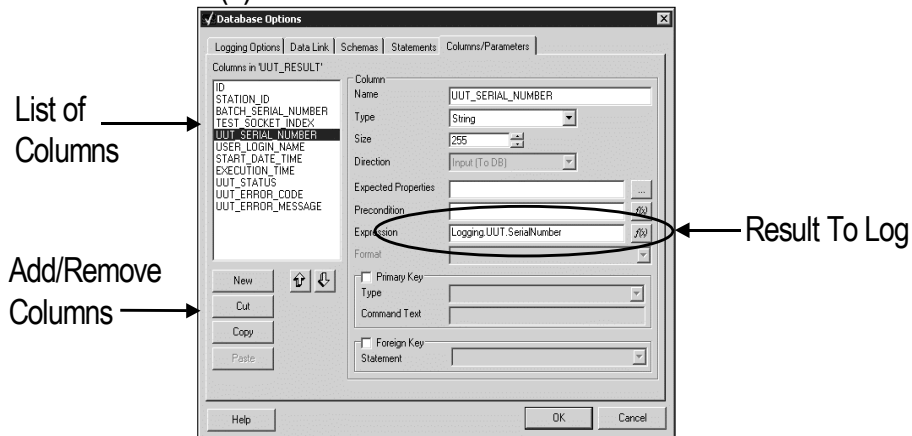 Database Options
Logging Options Data Link Schemas Statements Columns/Parameters
Columns in 'UUT_RESULT'
ID
STATION_ID
BATCH_SERIAL_NUMBER
TEST_SOCKET_INDEX
UUT_SERIAL_NUMBER
USER_LOGIN_NAME
START_DATE_TIME
EXECUTION_TIME
UUT_STATUS
UUT_ERROR_CODE
UUT_ERROR_MESSAGE
Column
Name UUT_SERIAL_NUMBER
Type String
Size 255
Direction Input (To DB)
Expected Properties ...
Precondition f(x)
Expression Logging.UUT.SerialNumber f(x)
Format
Primary Key
Type
Command Text
Foreign Key
Statement
New
Cut
Copy
Paste
Help OK Cancel
List of
Columns
Add/Remove
Columns
Result To Log